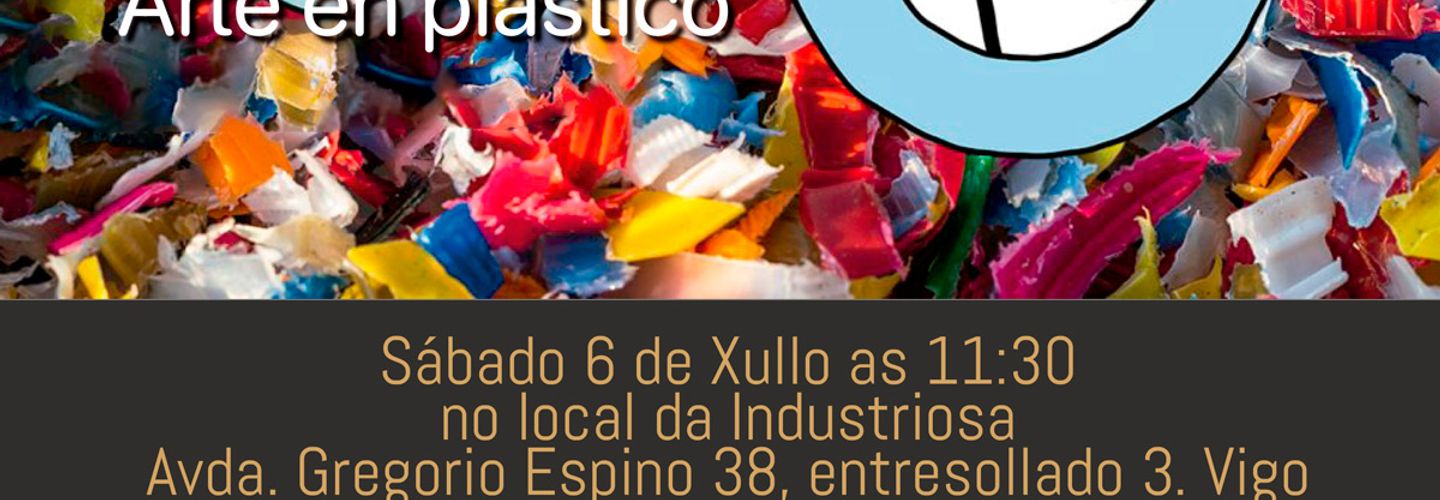 Arte en plástico
Sábado 6 de Xullo as 11:30
no local da Industriosa
Avda. Gregorio Espino 38, entresollado 3. Vigo